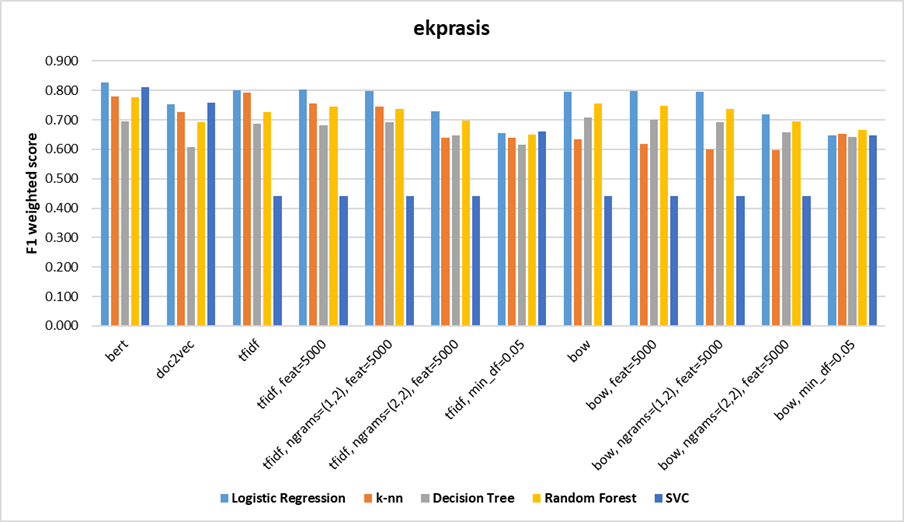 ekprasis
F1 weighted score
0.900
0.800
0.700
0.600
0.500
0.400
0.300
0.200
0.100
0.000
bert
doc2vec
tfidf
tfidf, feat=5000
tfidf, ngrams=(1,2), feat=5000
tfidf, ngrams=(2,2), feat=5000
tfidf, min_df=0.05
bow
bow, feat=5000
bow, ngrams=(1,2), feat=5000
bow, ngrams=(2,2), feat=5000
bow, min_df=0.05
Logistic Regression k-nn Decision Tree Random Forest SVC